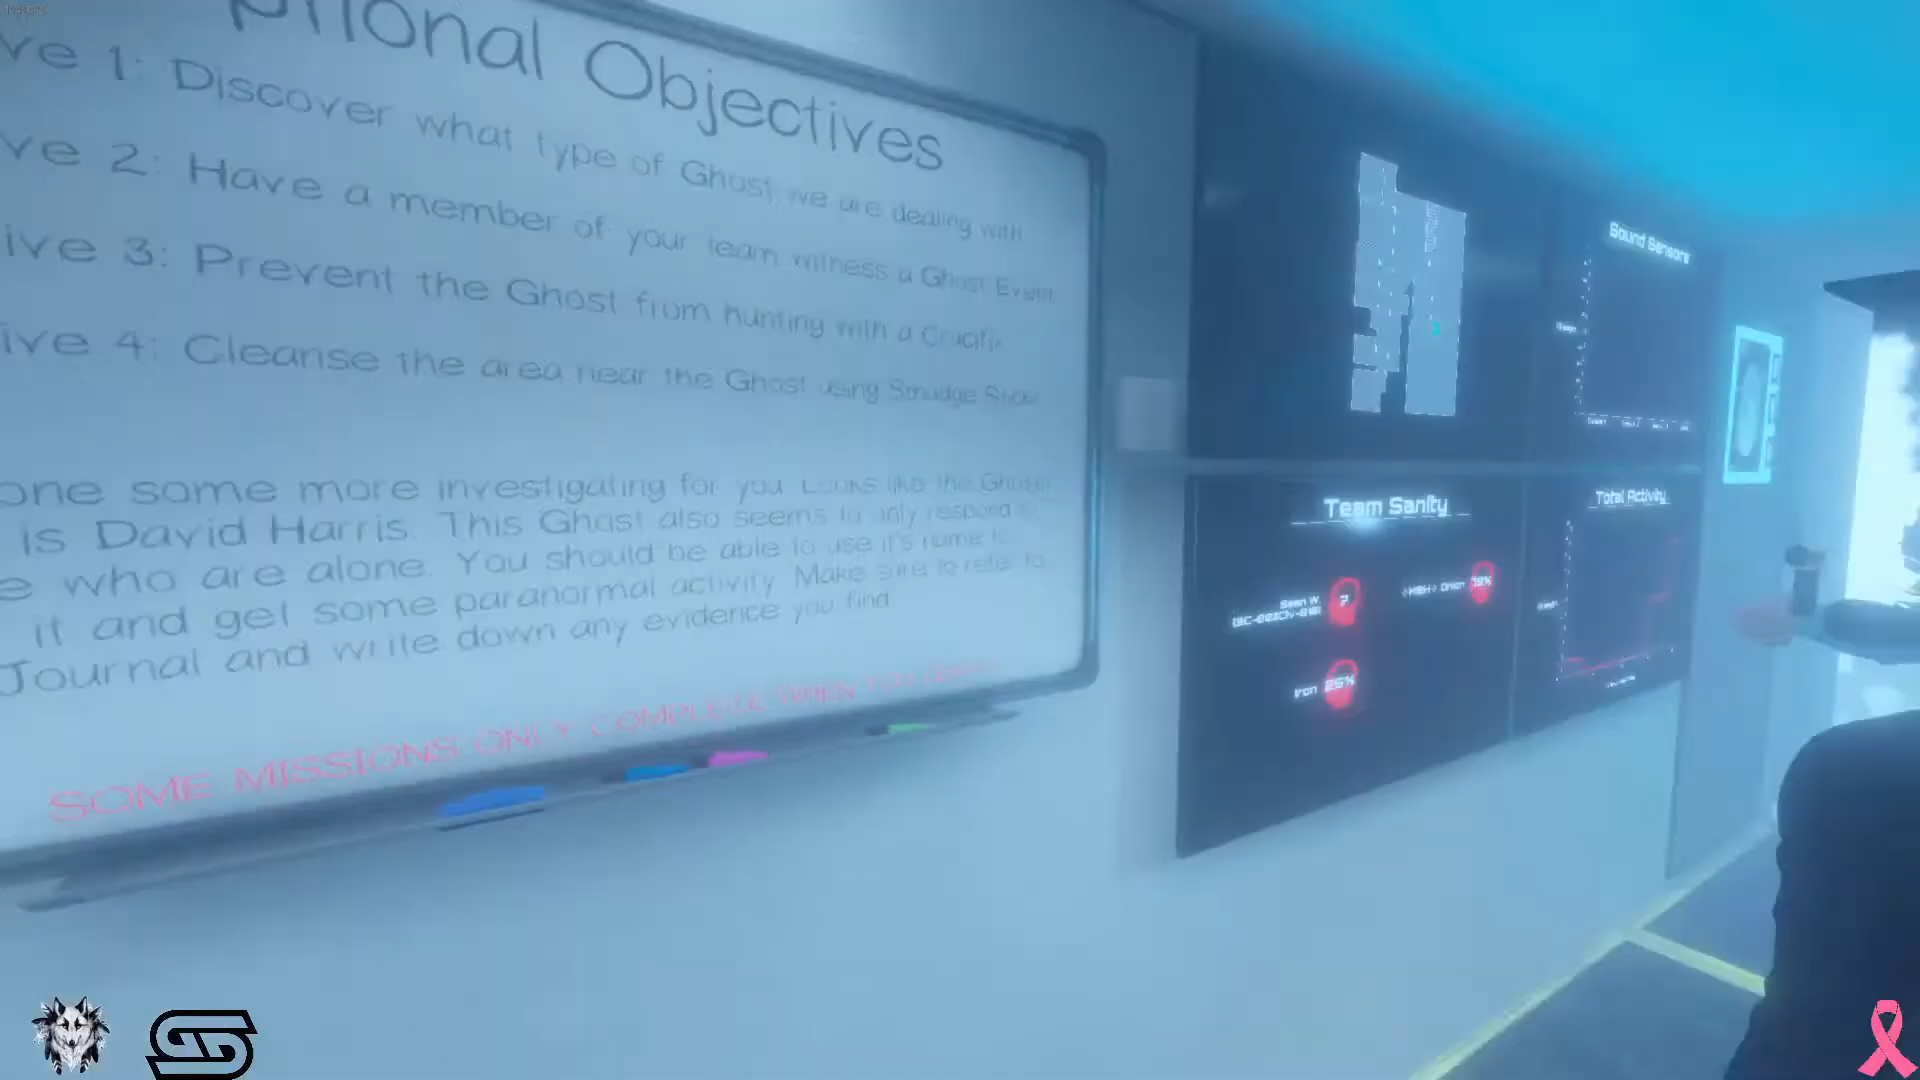 Objectives
ve 1: Discover what type of Ghost we are dealing with
ve 2: Have a member of your team witness a Ghost Event
ive 3: Prevent the Ghost from hunting with a Crucifix
ive 4: Cleanse the area near the Ghost using Smudge
one some more investigating for you Looks like the Ghost
is David Harris. This Ghost also seems to only respond to
e who are alone. You should be able to use it's name to
it and get some paranormal activity. Make sure to refer to
Journal and write down any evidence you find
SOME MISSIONS ONLY COMPLETE WHEN YOU
Sound Sensors
Team Sanity
Sean W.
?
Onion
Iron 25%
Total Activity